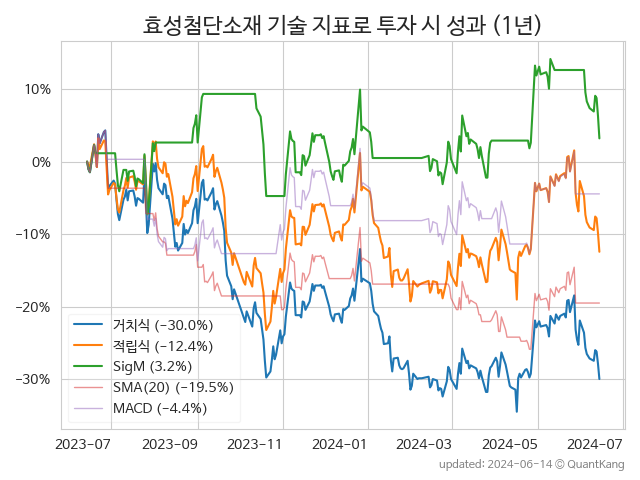 효성첨단소재 기술 지표로 투자 시 성과 (1년)
10%
0%
−10%
−20%
−30%
거치식 (−30.0%)
적립식 (−12.4%)
SigM (3.2%)
SMA(20) (−19.5%)
MACD (−4.4%)
2023-07 2023-09 2023-11 2024-01 2024-03 2024-05 2024-07
updated: 2024-06-14 © QuantKang